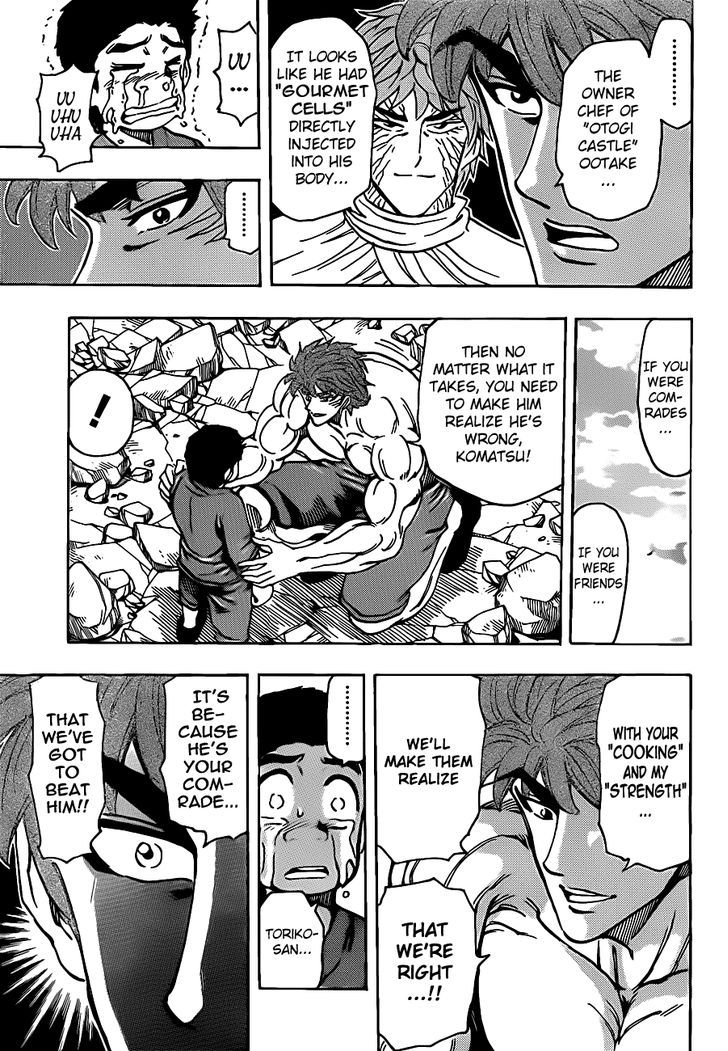 THE
OWNER
CHEF OF
"OTOGI
CASTLE"
OOTAKE
...
IT LOOKS
LIKE HE HAD
"GOURMET
CELLS"
DIRECTLY
INJECTED
INTO HIS
BODY...
UU
...
UU
UHU
UHA
.........
IF YOU
WERE
COM-
RADES
...
IF YOU
WERE
FRIENDS
...
THEN NO
MATTER WHAT IT
TAKES, YOU NEED
TO MAKE HIM
REALIZE HE'S
WRONG,
KOMATSU!
!
WITH YOUR
"COOKING"
AND MY
"STRENGTH"
...
WE'LL
MAKE THEM
REALIZE
THAT
WE'RE
RIGHT
...!!
.........
TORIKO-
SAN...
IT'S
BE-
CAUSE
HE'S
YOUR
COM-
RADE...
THAT
WE'VE
GOT
TO
BEAT
HIM!!